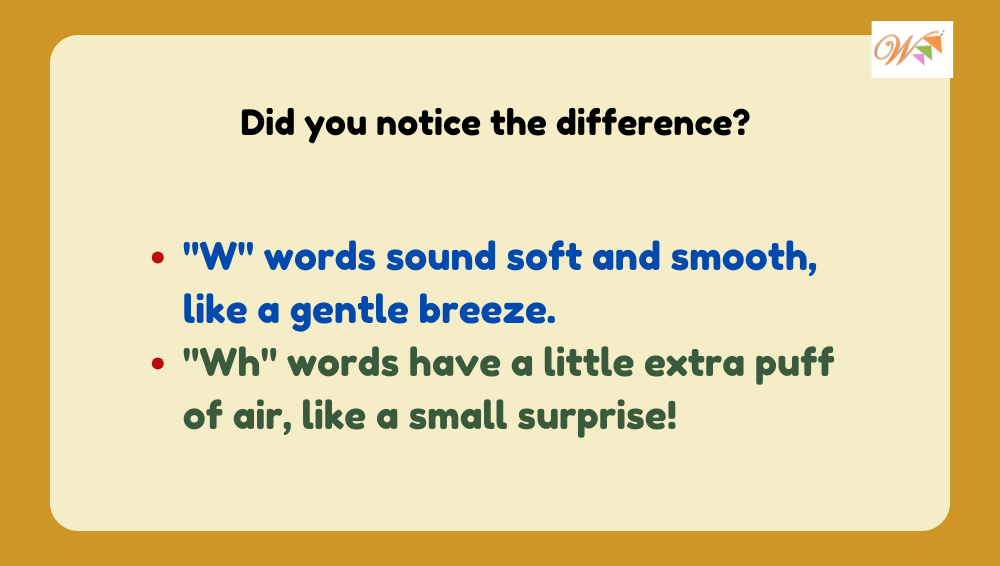 W
Did you notice the difference?
• "W" words sound soft and smooth,
like a gentle breeze.
• "Wh" words have a little extra puff
of air, like a small surprise!